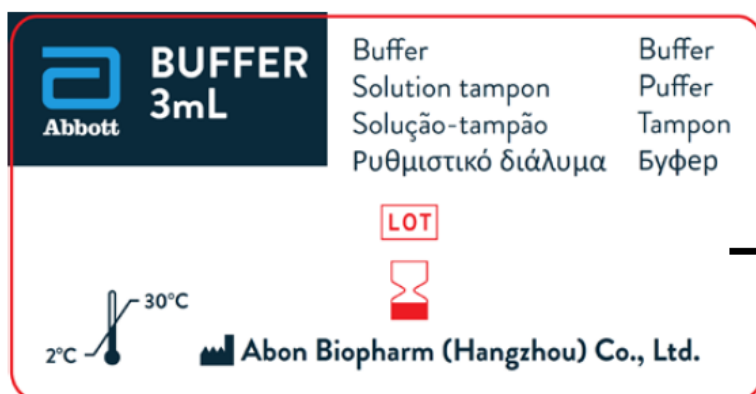 Abbott
BUFFER
3mL
Buffer
Solution tampon
Solução-tampão
Ρυθμιστικό διάλυμα
Buffer
Puffer
Tampon
Буфер
LOT
30°C
2°C
Abon Biopharm (Hangzhou) Co., Ltd.